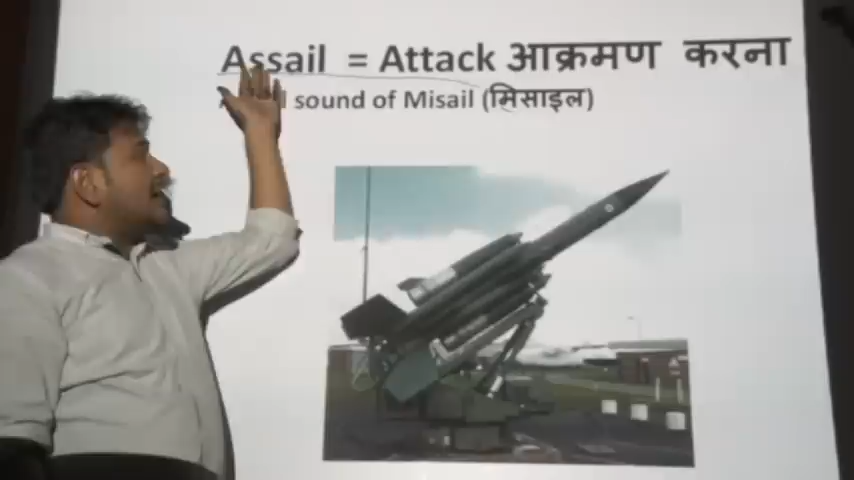 Assail = Attack आक्रमण करना
sound of Misail (मिसाइल)